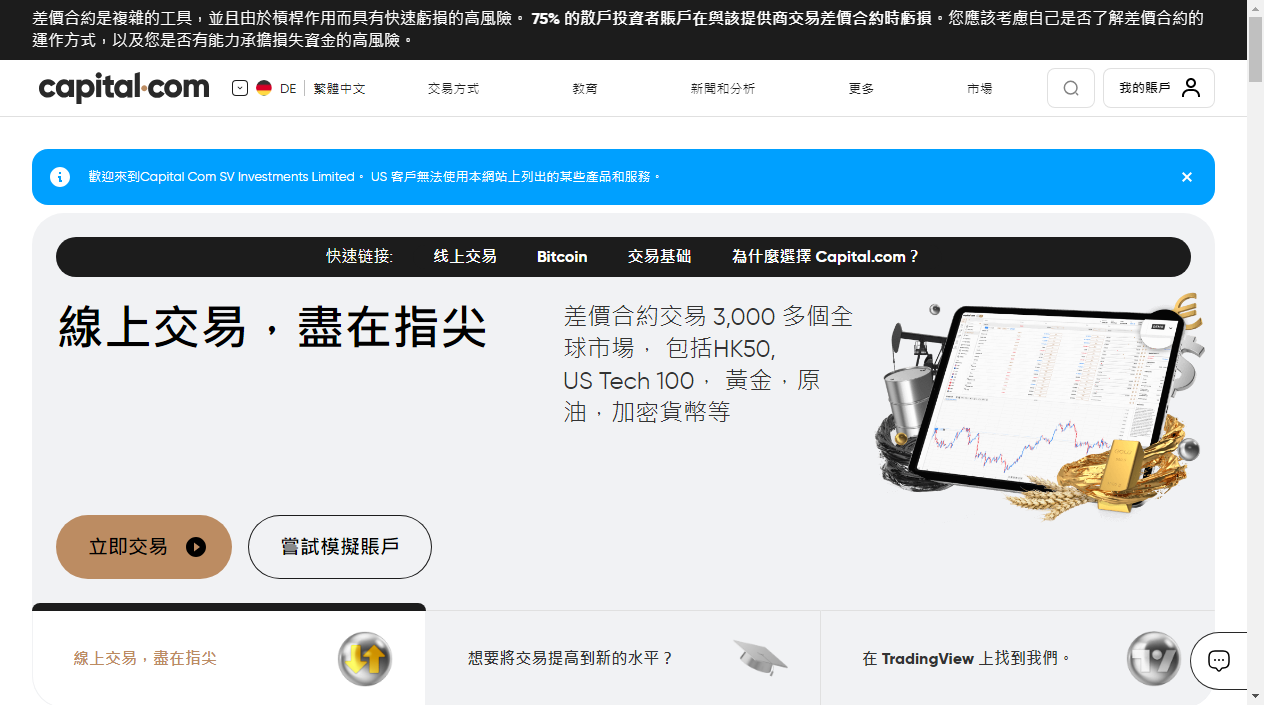 差價合約是複雜的工具，並且由於槓桿作用而具有快速虧損的高風險。 75% 的散戶投資者賬戶在與該提供商交易差價合約時虧損。您應該考慮自己是否了解差價合約的
運作方式，以及您是否有能力承擔損失資金的高風險。
capital.com
DE 繁體中文
交易方式
教育
新聞和分析
更多
市場
我的賬戶
歡迎來到Capital Com SV Investments Limited。 US 客戶無法使用本網站上列出的某些產品和服務。
快速链接: 线上交易 Bitcoin 交易基础 為什麼選擇 Capital.com？
線上交易，盡在指尖
差價合約交易 3,000 多個全
球市場， 包括HK50,
US Tech 100， 黃金，原
油，加密貨幣等
立即交易
嘗試模擬賬戶
線上交易，盡在指尖
想要將交易提高到新的水平？
在 TradingView 上找到我們。